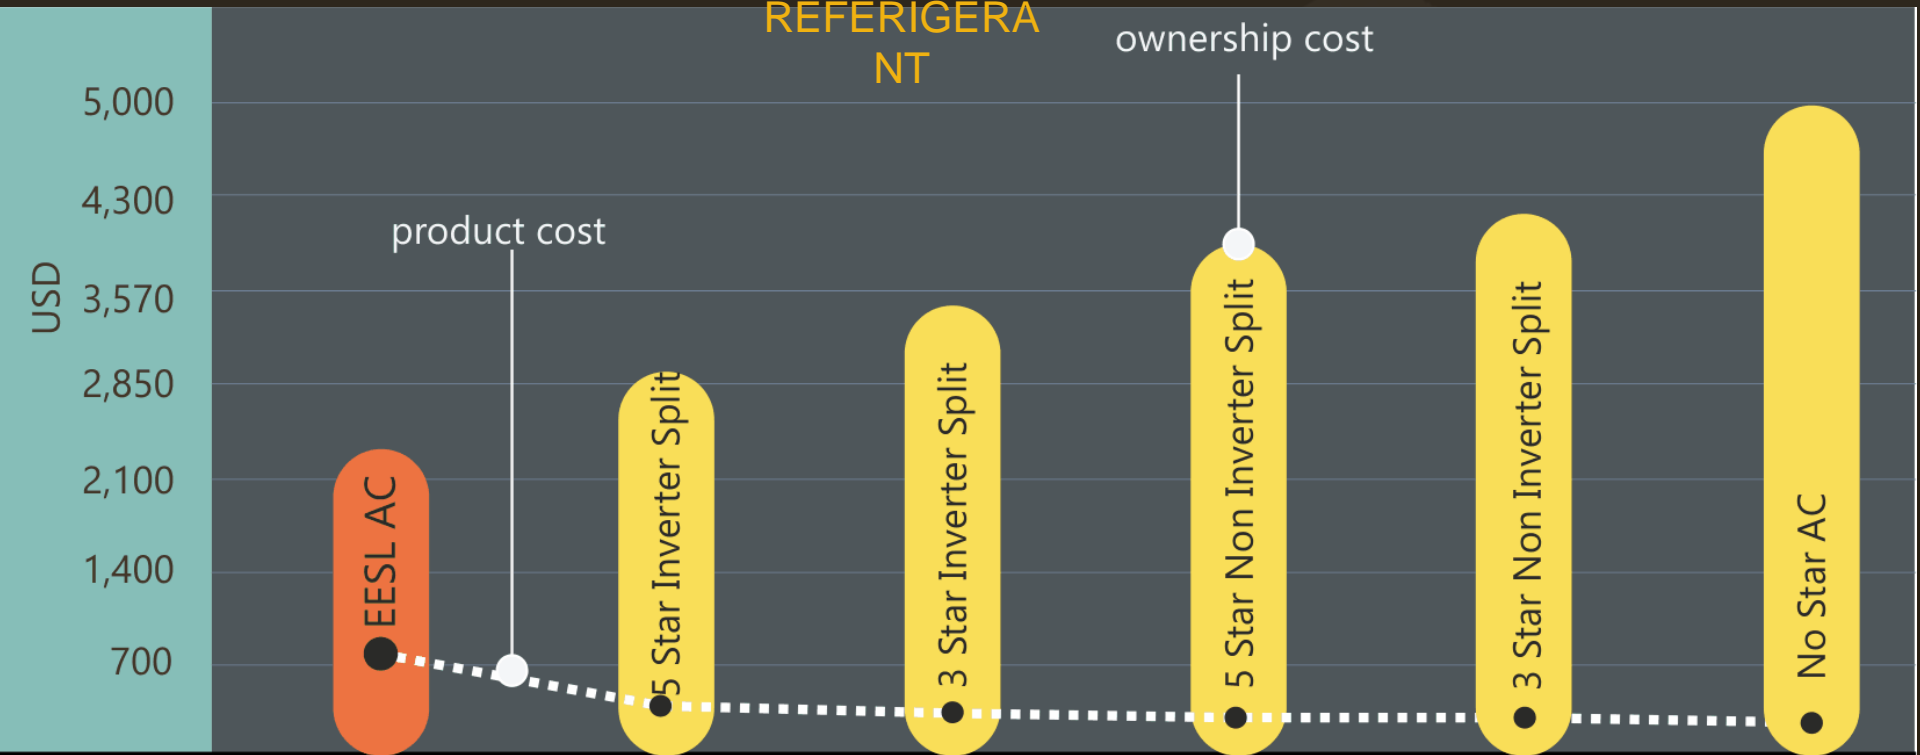 REFERIGERA
NT
ownership cost
product cost
USD
5,000
4,300
3,570
2,850
2,100
1,400
700
EESL AC
5 Star Inverter Split
3 Star Inverter Split
5 Star Non Inverter Split
3 Star Non Inverter Split
No Star AC